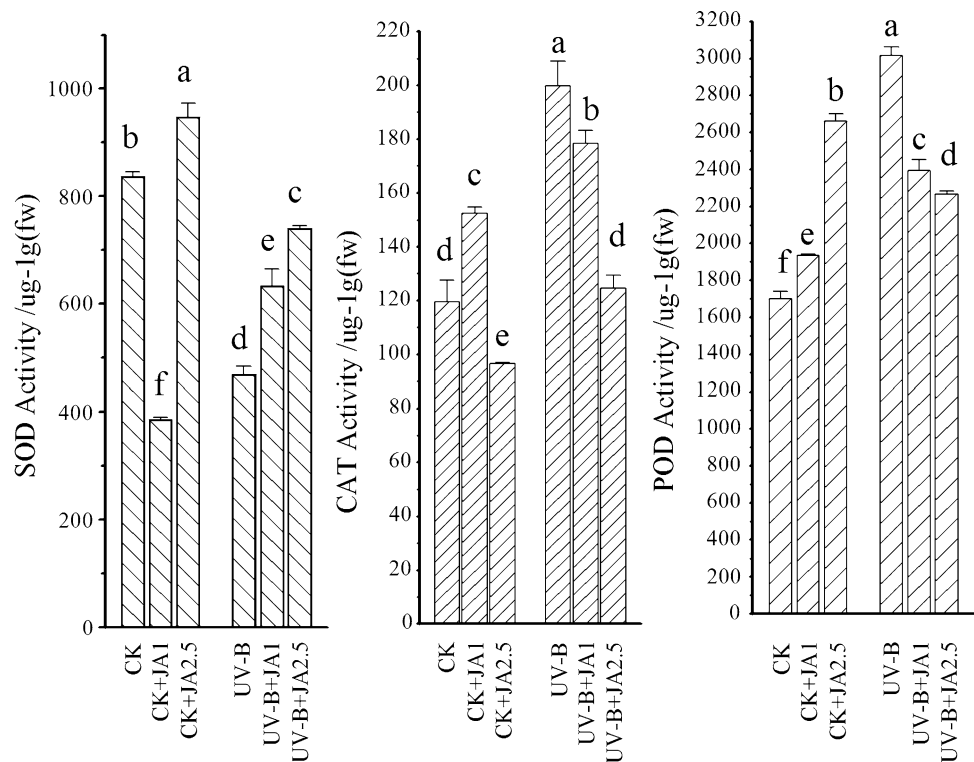 SOD Activity /ug-1g(fw)
1000
800
600
400
200
0
b
f
a
d
e
c
CK
CK+JA1
CK+JA2.5
UV-B
UV-B+JA1
UV-B+JA2.5
CAT Activity /ug-1g(fw)
220
200
180
160
140
120
100
80
60
40
20
0
d
c
e
a
b
d
CK
CK+JA1
CK+JA2.5
UV-B
UV-B+JA1
UV-B+JA2.5
POD Activity /ug-1g(fw)
3200
3000
2800
2600
2400
2200
2000
1800
1600
1400
1200
1000
800
600
400
200
0
f
e
b
a
c
d
CK
CK+JA1
CK+JA2.5
UV-B
UV-B+JA1
UV-B+JA2.5